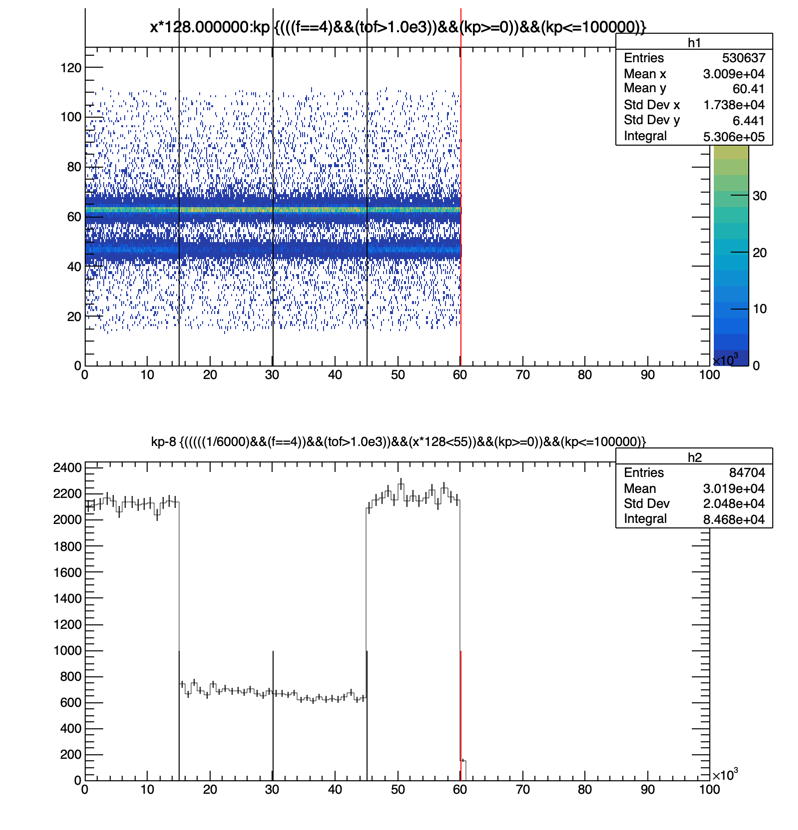 x*128.000000:kp {((((f==4)&&(tof>1.0e3))&&(kp>=0))&&(kp<=100000)}
h1
Entries 530637
Mean x 3.009e+04
Mean y 60.41
Std Dev x 1.738e+04
Std Dev y 6.441
Integral 5.306e+05
120
100
80
60
40
20
0
30
20
10
0
×10³
0 10 20 30 40 50 60 70 80 90 100
kp-8 {((((((1/6000)&&(f==4))&&(tof>1.0e3))&&(x*128<55))&&(kp>=0))&&(kp<=100000)}
h2
Entries 84704
Mean 3.019e+04
Std Dev 2.048e+04
Integral 8.468e+04
2400
2200
2000
1800
1600
1400
1200
1000
800
600
400
200
0
×10³
0 10 20 30 40 50 60 70 80 90 100